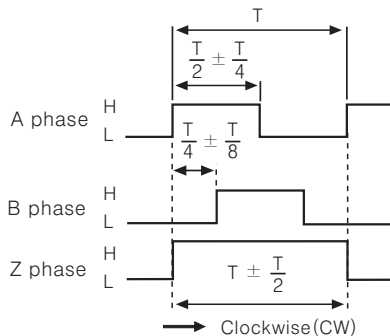 T
T/2 ± T/4
A phase H
L
T/4 ± T/8
B phase H
L
Z phase H
L
T ± T/2
Clockwise(CW)